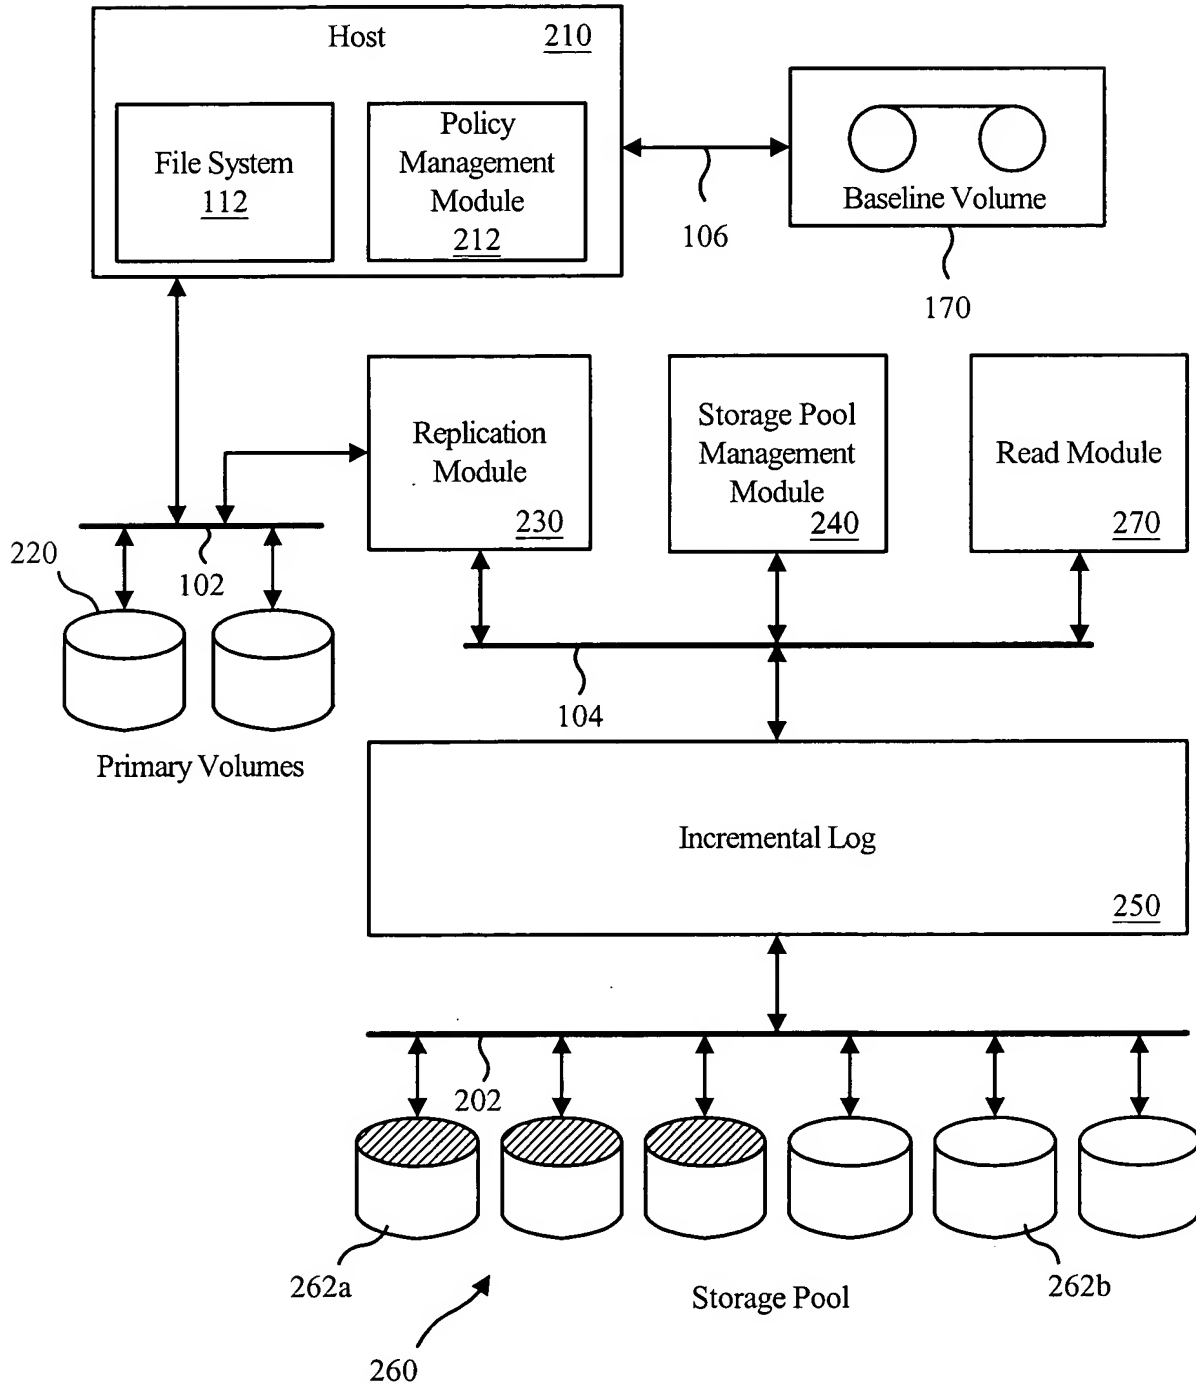 Host 210
File System
112
Policy
Management
Module
212
106
Baseline Volume
170
Replication
Module
230
Storage Pool
Management
Module
240
Read Module
270
220
102
Primary Volumes
104
Incremental Log
250
202
262a
262b
Storage Pool
260